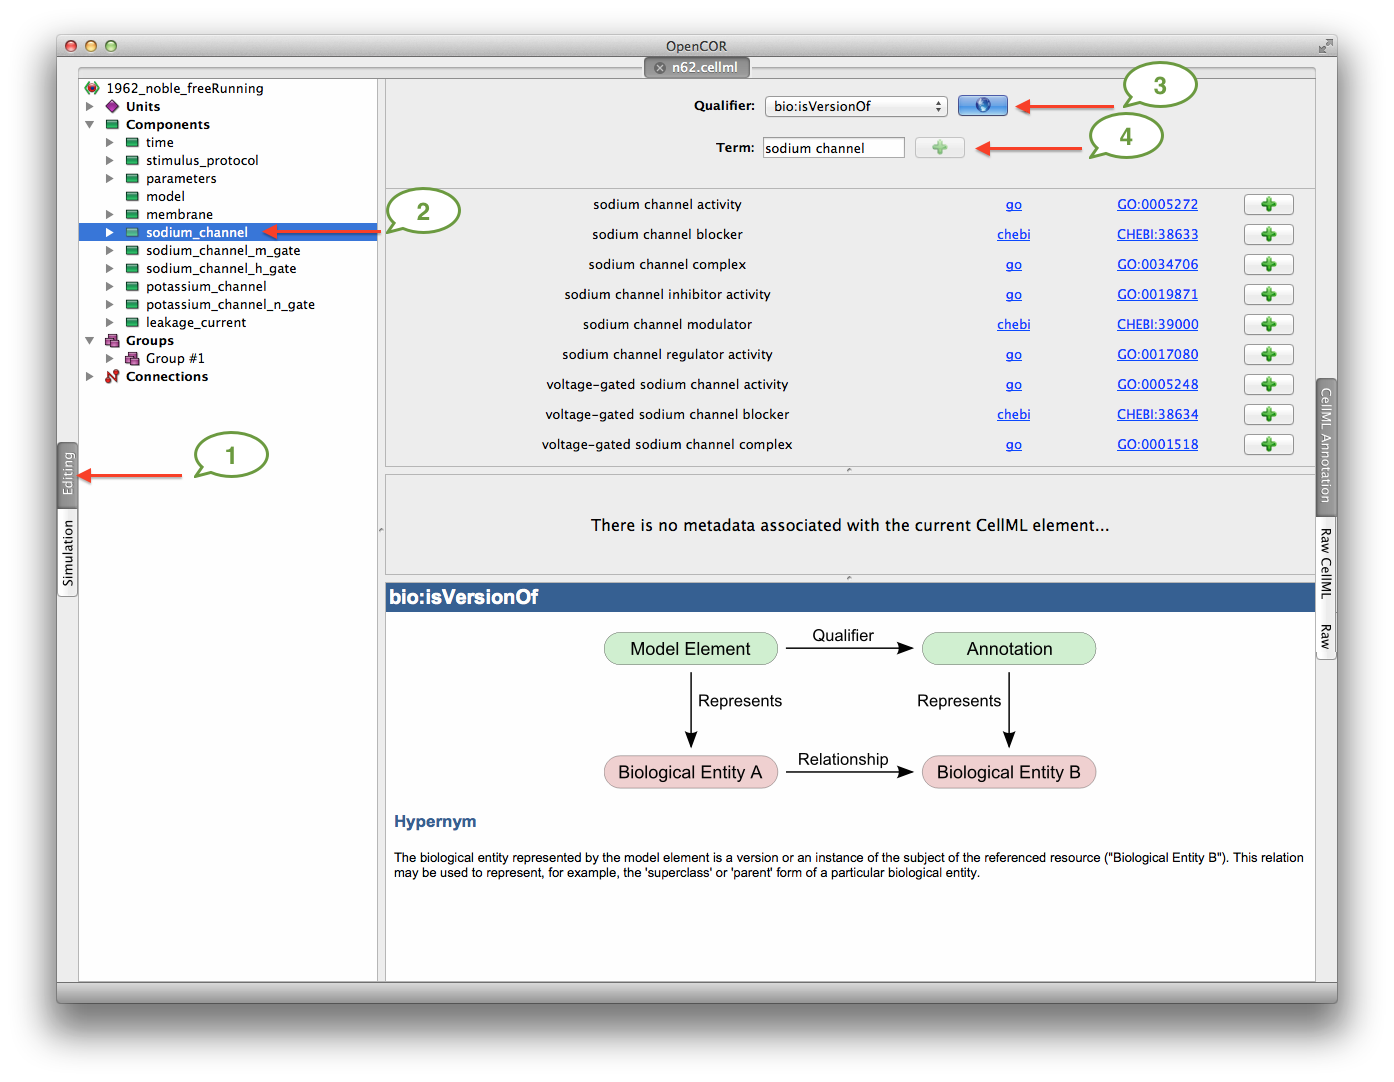 OpenCOR
n62.cellml
1962_noble_freeRunning
Units
Components
time
stimulus_protocol
parameters
model
membrane
sodium_channel
sodium_channel_m_gate
sodium_channel_h_gate
potassium_channel
potassium_channel_n_gate
leakage_current
Groups
Group #1
Connections
1
2
3
4
Editing
Simulation
Qualifier: bio:isVersionOf
Term: sodium channel
sodium channel activity go GO:0005272
sodium channel blocker chebi CHEBI:38633
sodium channel complex go GO:0034706
sodium channel inhibitor activity go GO:0019871
sodium channel modulator chebi CHEBI:39000
sodium channel regulator activity go GO:0017080
voltage-gated sodium channel activity go GO:0005248
voltage-gated sodium channel blocker chebi CHEBI:38634
voltage-gated sodium channel complex go GO:0001518
There is no metadata associated with the current CellML element...
bio:isVersionOf
Model Element Qualifier Annotation
Represents Represents
Biological Entity A Relationship Biological Entity B
Hypernym
The biological entity represented by the model element is a version or an instance of the subject of the referenced resource ("Biological Entity B"). This relation
may be used to represent, for example, the 'superclass' or 'parent' form of a particular biological entity.
CellML Annotation
Raw CellML
Raw